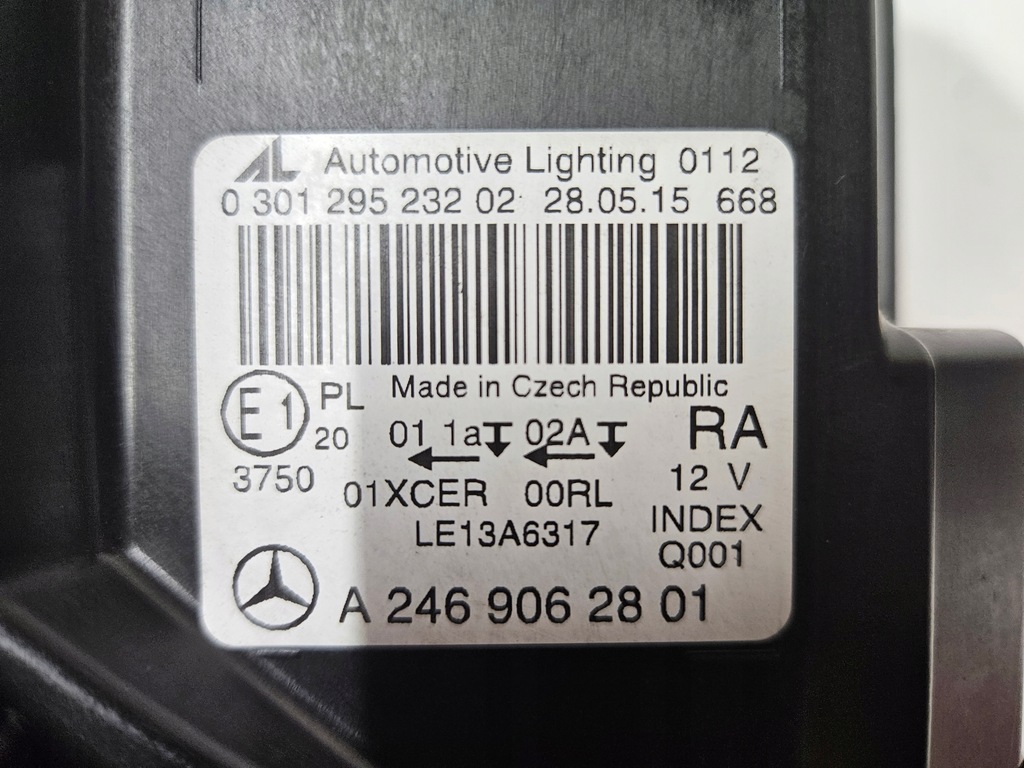 AL Automotive Lighting 0112
0 301 295 232 02 28.05.15 668
Made in Czech Republic
E1 PL
20
3750
01 1a 02A RA
01XCER 00RL 12 V
LE13A6317 INDEX
Q001
A 246 906 28 01